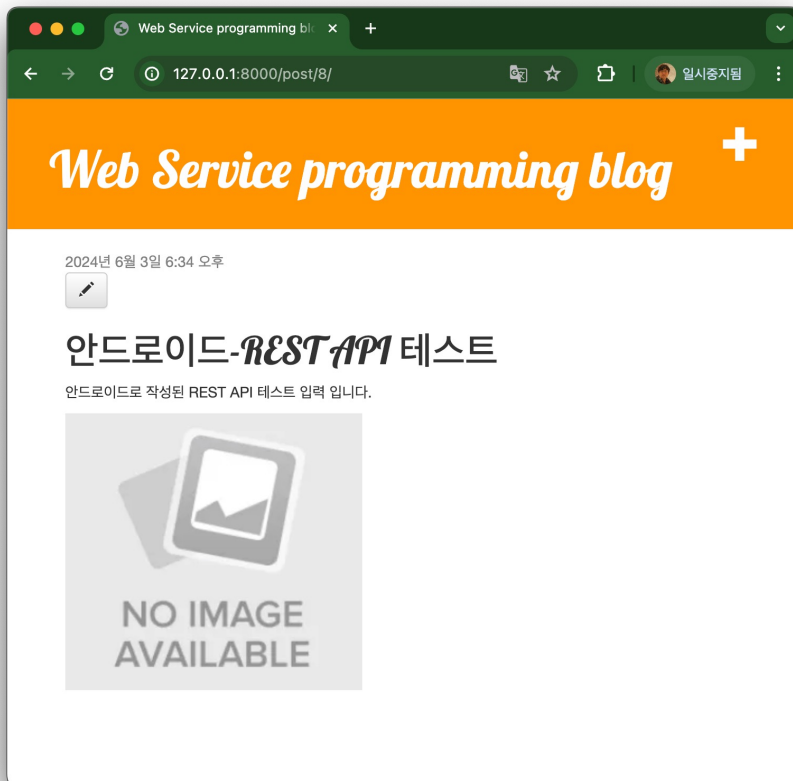 Web Service programming blo
127.0.0.1:8000/post/8/
일시중지됨
Web Service programming blog
2024년 6월 3일 6:34 오후
안드로이드-REST API 테스트
안드로이드로 작성된 REST API 테스트 입력 입니다.
NO IMAGE
AVAILABLE